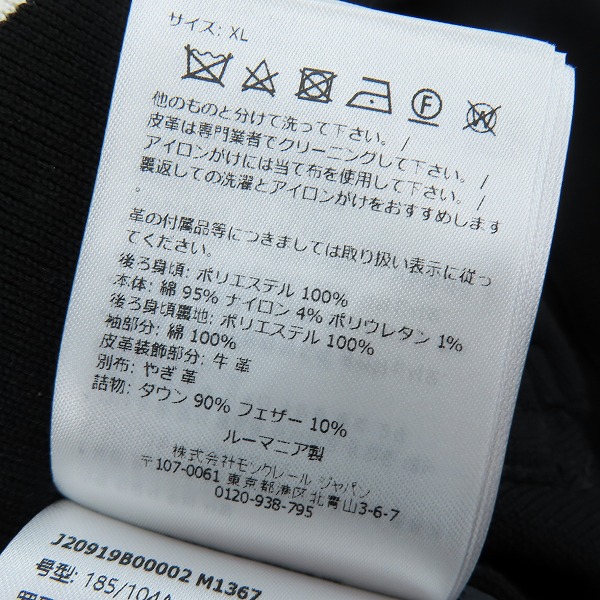 サイズ: XL
F
W
他のものと分けて洗って下さい。 /
皮革は専門業者でクリーニングして下さい。 /
アイロンがけには当て布を使用して下さい。 /
裏返しての洗濯とアイロンがけをおすすめします
。
革の付属品等につきましては取り扱い表示に従っ
てください。
後ろ身頃: ポリエステル 100%
本体: 綿 95% ナイロン 4% ポリウレタン 1%
後ろ身頃裏地: ポリエステル 100%
袖部分: 綿 100%
皮革装飾部分: 牛 革
別布: やぎ 革
詰物: ダウン 90% フェザー 10%
ルーマニア製
株式会社モンクレール ジャパン
〒107-0061 東京都港区北青山3-6-7
0120-938-795
J20919B00002 M1367
号型: 185/104A